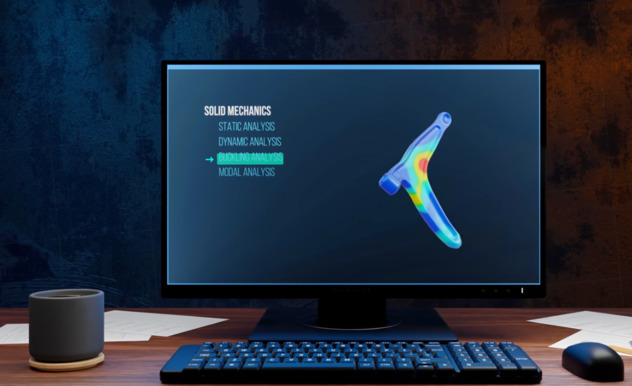 SOLID MECHANICS
STATIC ANALYSIS
DYNAMIC ANALYSIS
BUCKLING ANALYSIS
MODAL ANALYSIS